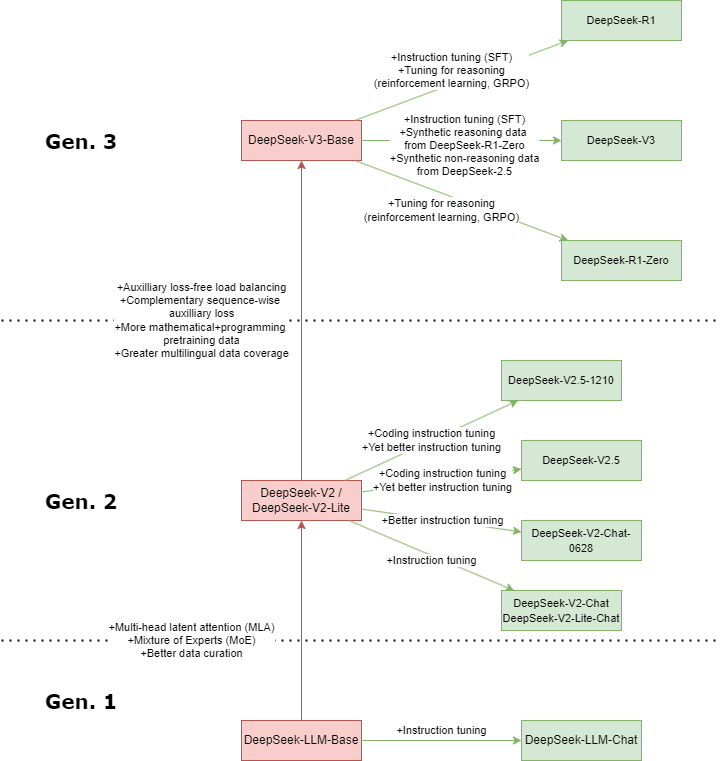 DeepSeek-R1
+Instruction tuning (SFT)
+Tuning for reasoning
(reinforcement learning, GRPO)
Gen. 3
DeepSeek-V3-Base
+Instruction tuning (SFT)
+Synthetic reasoning data
from DeepSeek-R1-Zero
+Synthetic non-reasoning data
from DeepSeek-2.5
DeepSeek-V3
+Tuning for reasoning
(reinforcement learning, GRPO)
DeepSeek-R1-Zero
+Auxilliary loss-free load balancing
+Complementary sequence-wise
auxilliary loss
+More mathematical+programming
pretraining data
+Greater multilingual data coverage
DeepSeek-V2.5-1210
+Coding instruction tuning
+Yet better instruction tuning
DeepSeek-V2.5
+Coding instruction tuning
+Yet better instruction tuning
Gen. 2
DeepSeek-V2 /
DeepSeek-V2-Lite
+Better instruction tuning
DeepSeek-V2-Chat-
0628
+Instruction tuning
DeepSeek-V2-Chat
DeepSeek-V2-Lite-Chat
+Multi-head latent attention (MLA)
+Mixture of Experts (MoE)
+Better data curation
Gen. 1
DeepSeek-LLM-Base
+Instruction tuning
DeepSeek-LLM-Chat